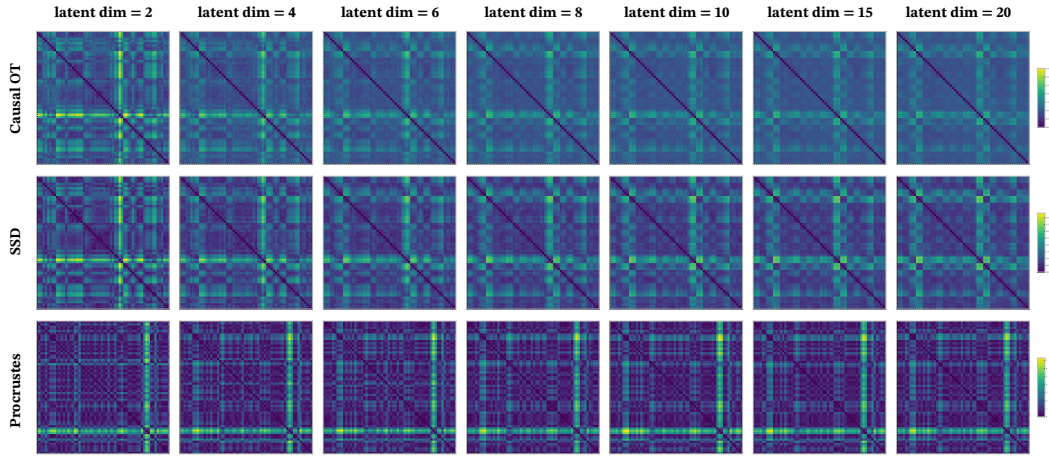 latent dim = 2 latent dim = 4 latent dim = 6 latent dim = 8 latent dim = 10 latent dim = 15 latent dim = 20
Causal OT
SSD
Procrustes